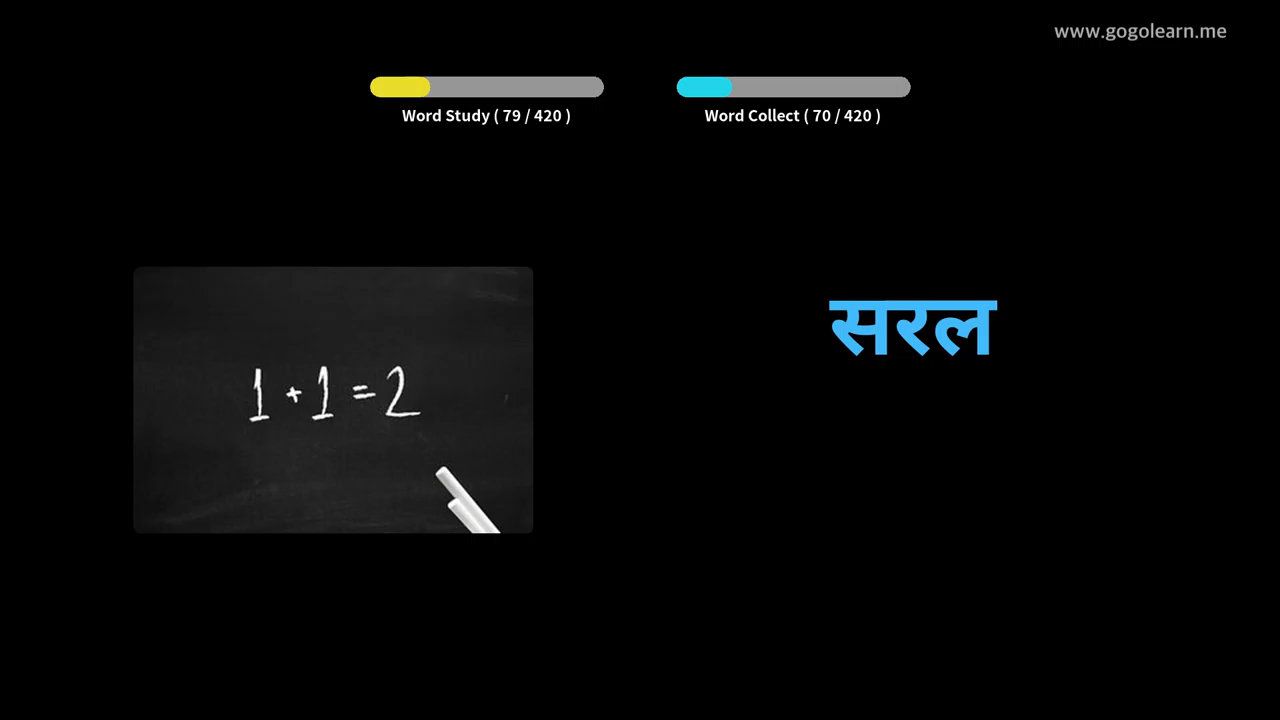 www.gogolearn.me
Word Study ( 79 / 420 )
Word Collect ( 70 / 420 )
सरल
1 + 1 = 2